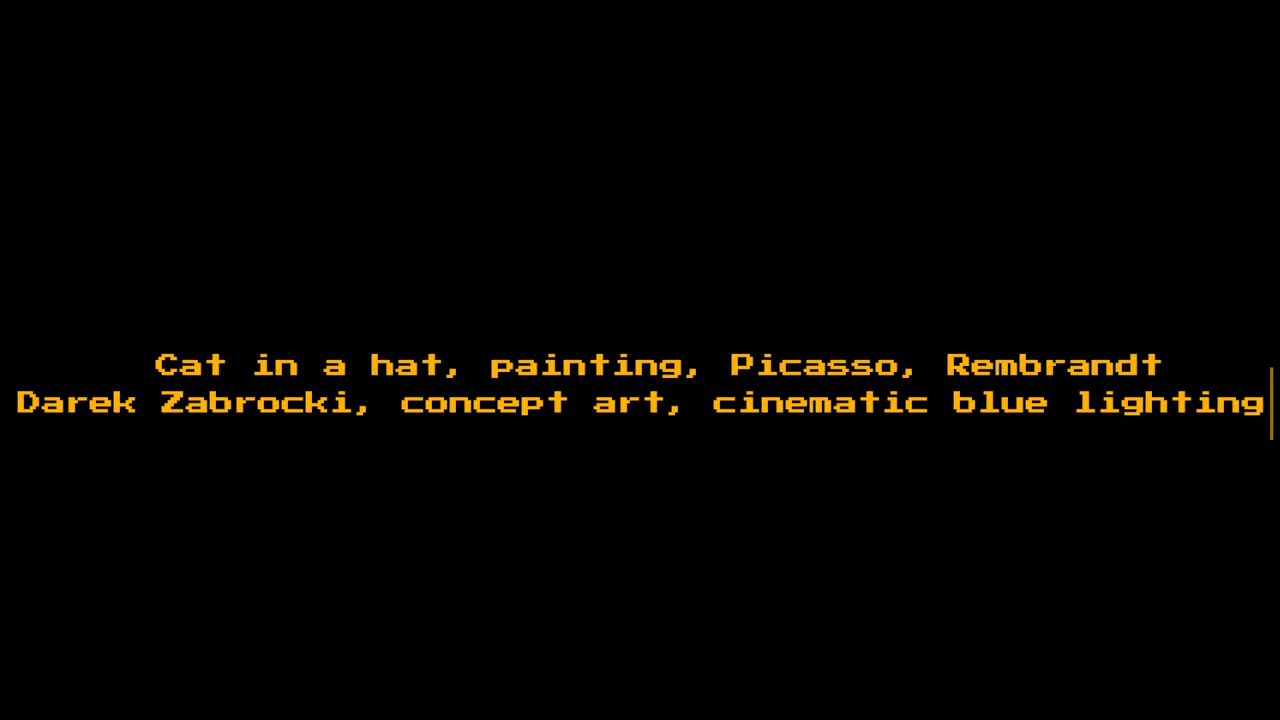 Cat in a hat, painting, Picasso, Rembrandt
Darek Zabrocki, concept art, cinematic blue lighting